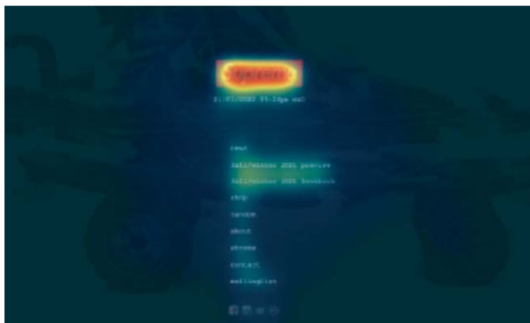 news
fall/winter 2021 preview
fall/winter 2021 lookbook
shop
random
about
stores
contact
mailinglist